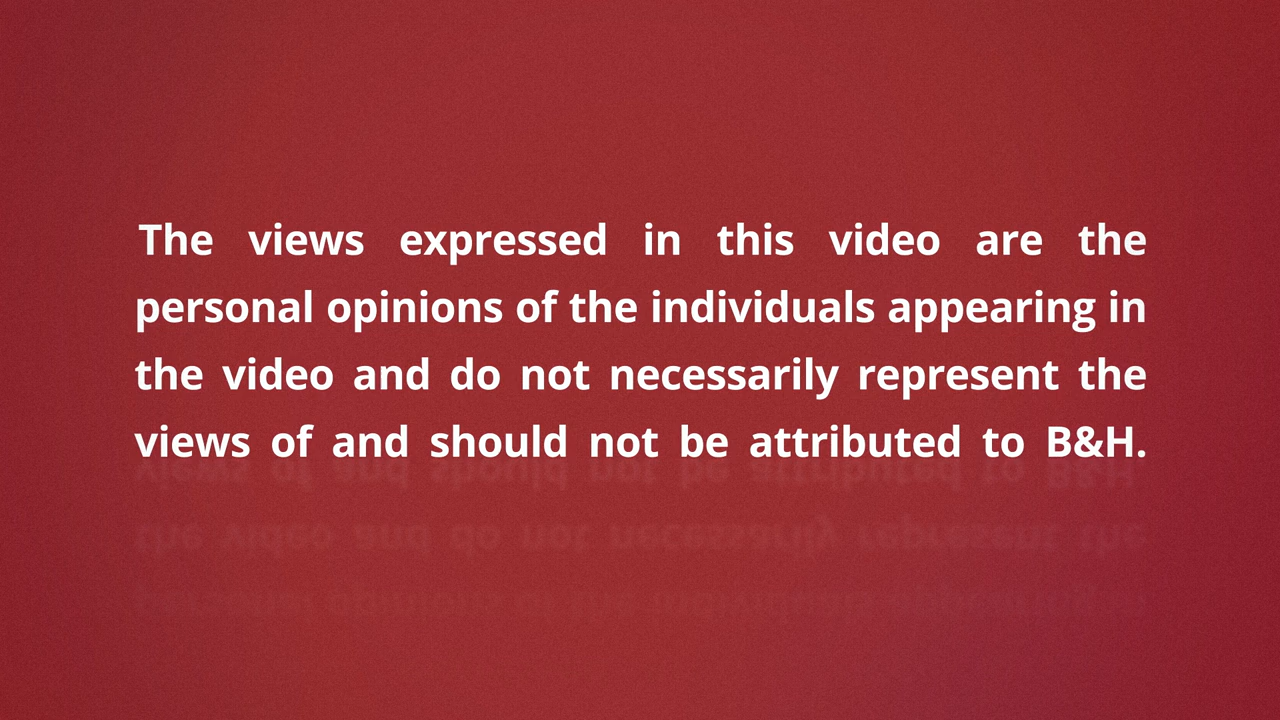 The views expressed in this video are the
personal opinions of the individuals appearing in
the video and do not necessarily represent the
views of and should not be attributed to B&H.